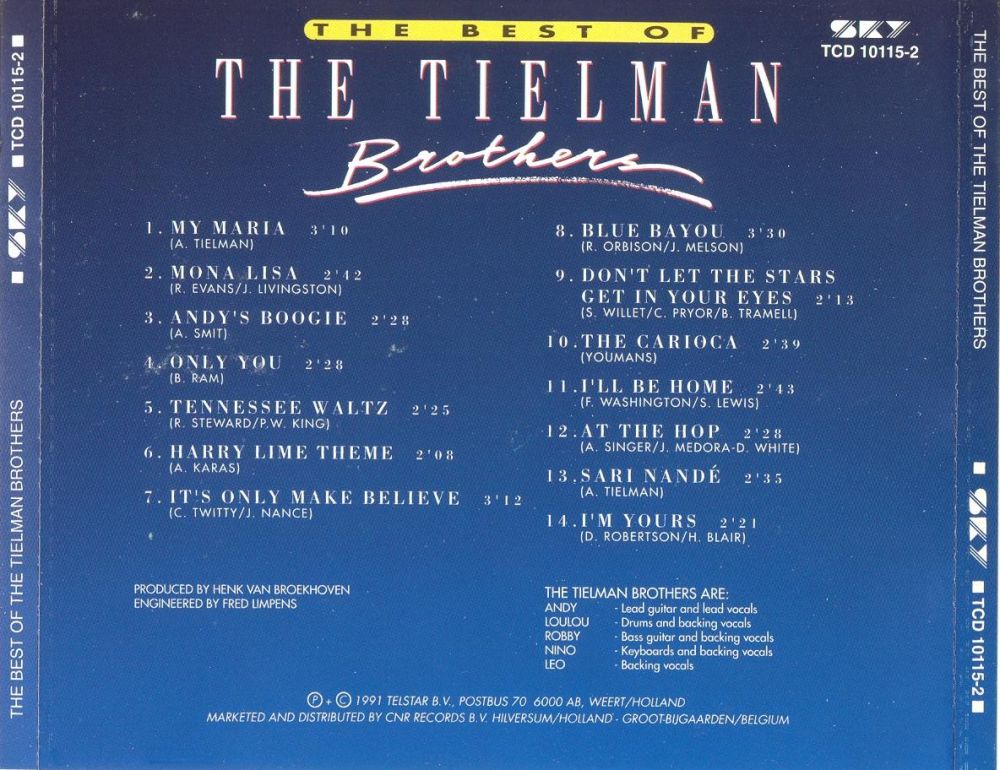 THE BEST OF
THE TIELMAN
Brothers
SKY
TCD 10115-2
1. MY MARIA 3'10
(A. TIELMAN)
2. MONA LISA 2'42
(R. EVANS/J. LIVINGSTON)
3. ANDY'S BOOGIE 2'28
(A. SMIT)
4. ONLY YOU 2'28
(B. RAM)
5. TENNESSEE WALTZ 2'25
(R. STEWARD/P.W. KING)
6. HARRY LIME THEME 2'08
(A. KARAS)
7. IT'S ONLY MAKE BELIEVE 3'12
(C. TWITTY/J. NANCE)
8. BLUE BAYOU 3'30
(R. ORBISON/J. MELSON)
9. DON'T LET THE STARS
GET IN YOUR EYES 2'13
(S. WILLET/C. PRYOR/B. TRAMELL)
10. THE CARIOCA 2'39
(YOUMANS)
11. I'LL BE HOME 2'43
(F. WASHINGTON/S. LEWIS)
12. AT THE HOP 2'28
(A. SINGER/J. MEDORA-D. WHITE)
13. SARI NANDÉ 2'35
(A. TIELMAN)
14. I'M YOURS 2'21
(D. ROBERTSON/H. BLAIR)
PRODUCED BY HENK VAN BROEKHOVEN
ENGINEERED BY FRED LIMPENS
THE TIELMAN BROTHERS ARE:
ANDY - Lead guitar and lead vocals
LOULOU - Drums and backing vocals
ROBBY - Bass guitar and backing vocals
NINO - Keyboards and backing vocals
LEO - Backing vocals
Ⓟ + © 1991 TELSTAR B.V., POSTBUS 70 6000 AB, WEERT/HOLLAND
MARKETED AND DISTRIBUTED BY CNR RECORDS B.V. HILVERSUM/HOLLAND - GROOT-BIJGAARDEN/BELGIUM
THE BEST OF THE TIELMAN BROTHERS ■ SKY ■ TCD 10115-2 ■
THE BEST OF THE TIELMAN BROTHERS ■ SKY ■ TCD 10115-2 ■